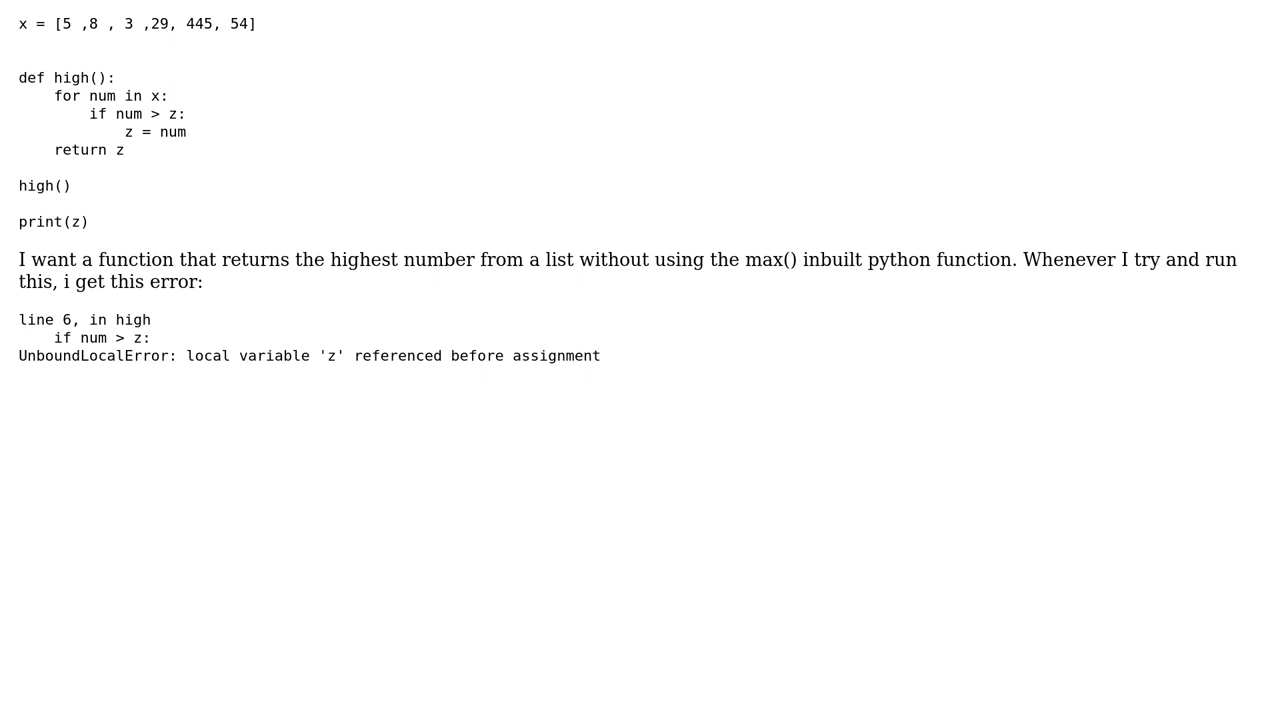 x = [5 ,8 , 3 ,29, 445, 54]
def high():
    for num in x:
        if num > z:
            z = num
    return z
high()
print(z)
I want a function that returns the highest number from a list without using the max() inbuilt python function. Whenever I try and run
this, i get this error:
line 6, in high
    if num > z:
UnboundLocalError: local variable 'z' referenced before assignment